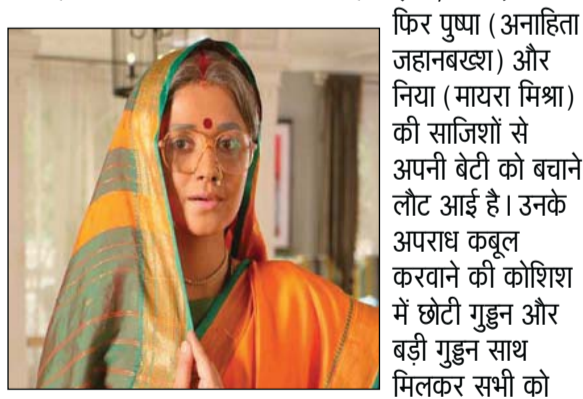 फिर पुष्पा (अनाहिता
जहानबख्श) और
निया (मायरा मिश्रा)
की साजिशों से
अपनी बेटी को बचाने
लौट आई है। उनके
अपराध कबूल
करवाने की कोशिश
में छोटी गुड्डन और
बड़ी गुड्डन साथ
मिलकर सभी को